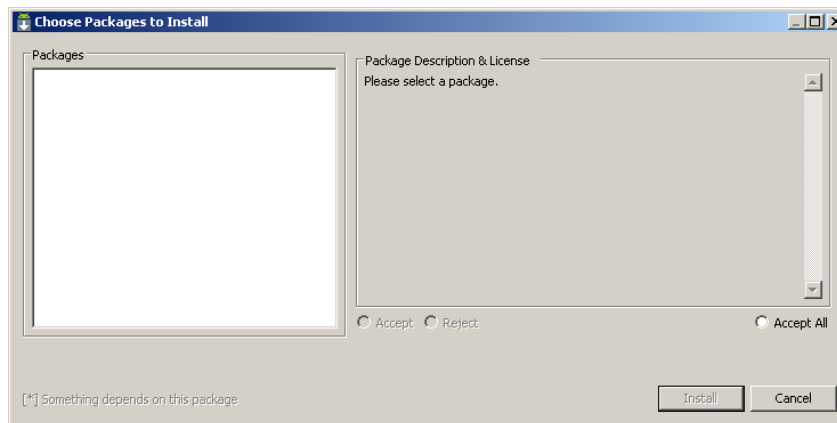 Choose Packages to Install
Packages
Package Description & License
Please select a package.
Accept Reject
Accept All
[*] Something depends on this package
Install Cancel